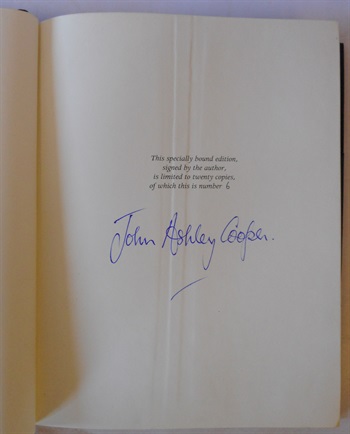 This specially bound edition,
signed by the author,
is limited to twenty copies,
of which this is number 6
John Ashley Cooper.